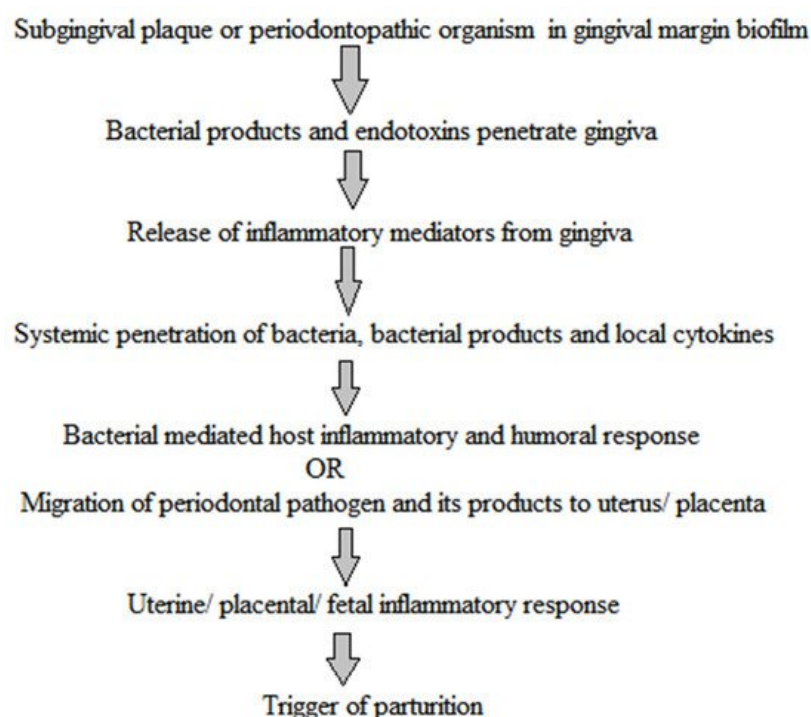 Subgingival plaque or periodontopathic organism in gingival margin biofilm
Bacterial products and endotoxins penetrate gingiva
Release of inflammatory mediators from gingiva
Systemic penetration of bacteria, bacterial products and local cytokines
Bacterial mediated host inflammatory and humoral response
OR
Migration of periodontal pathogen and its products to uterus/ placenta
Uterine/ placental/ fetal inflammatory response
Trigger of parturition